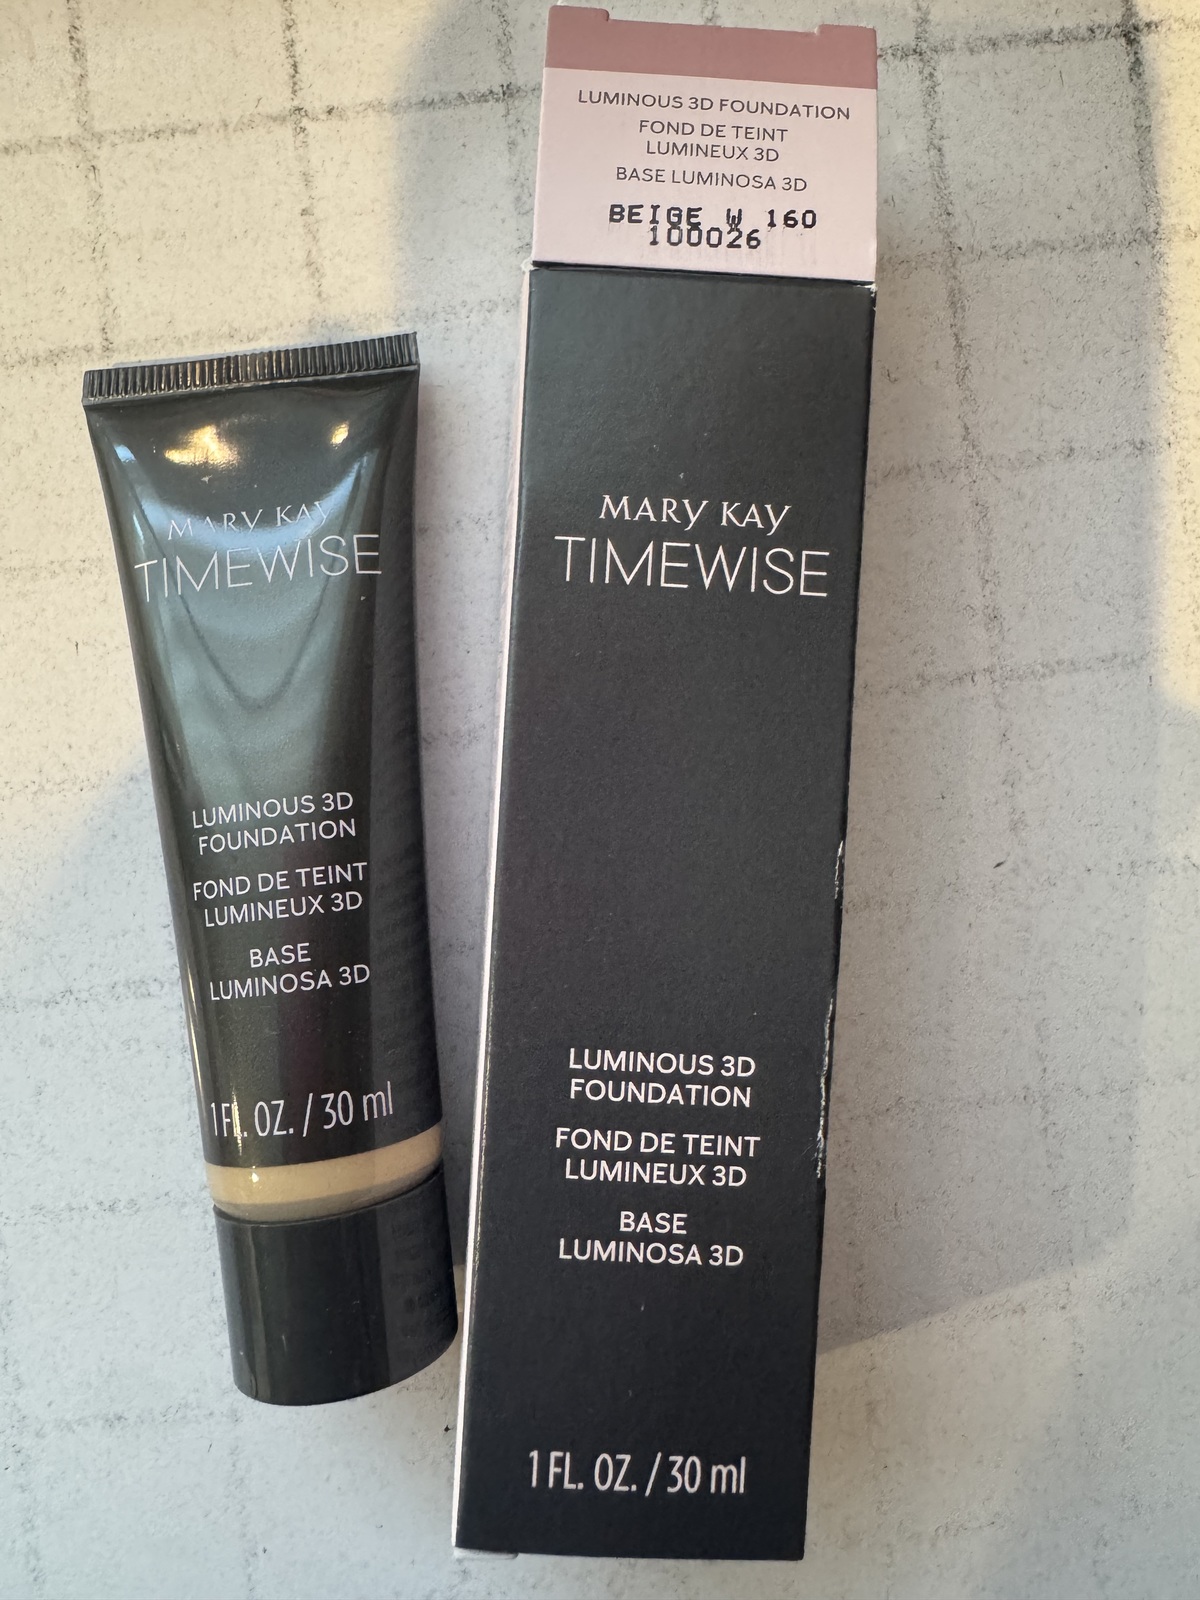 LUMINOUS 3D FOUNDATION
FOND DE TEINT
LUMINEUX 3D
BASE LUMINOSA 3D
BEIGE W 160
100026
MARY KAY
TIMEWISE
LUMINOUS 3D
FOUNDATION
FOND DE TEINT
LUMINEUX 3D
BASE
LUMINOSA 3D
1 FL. OZ. / 30 ml
MARY KAY
TIMEWISE
LUMINOUS 3D
FOUNDATION
FOND DE TEINT
LUMINEUX 3D
BASE
LUMINOSA 3D
1 FL. OZ. / 30 ml